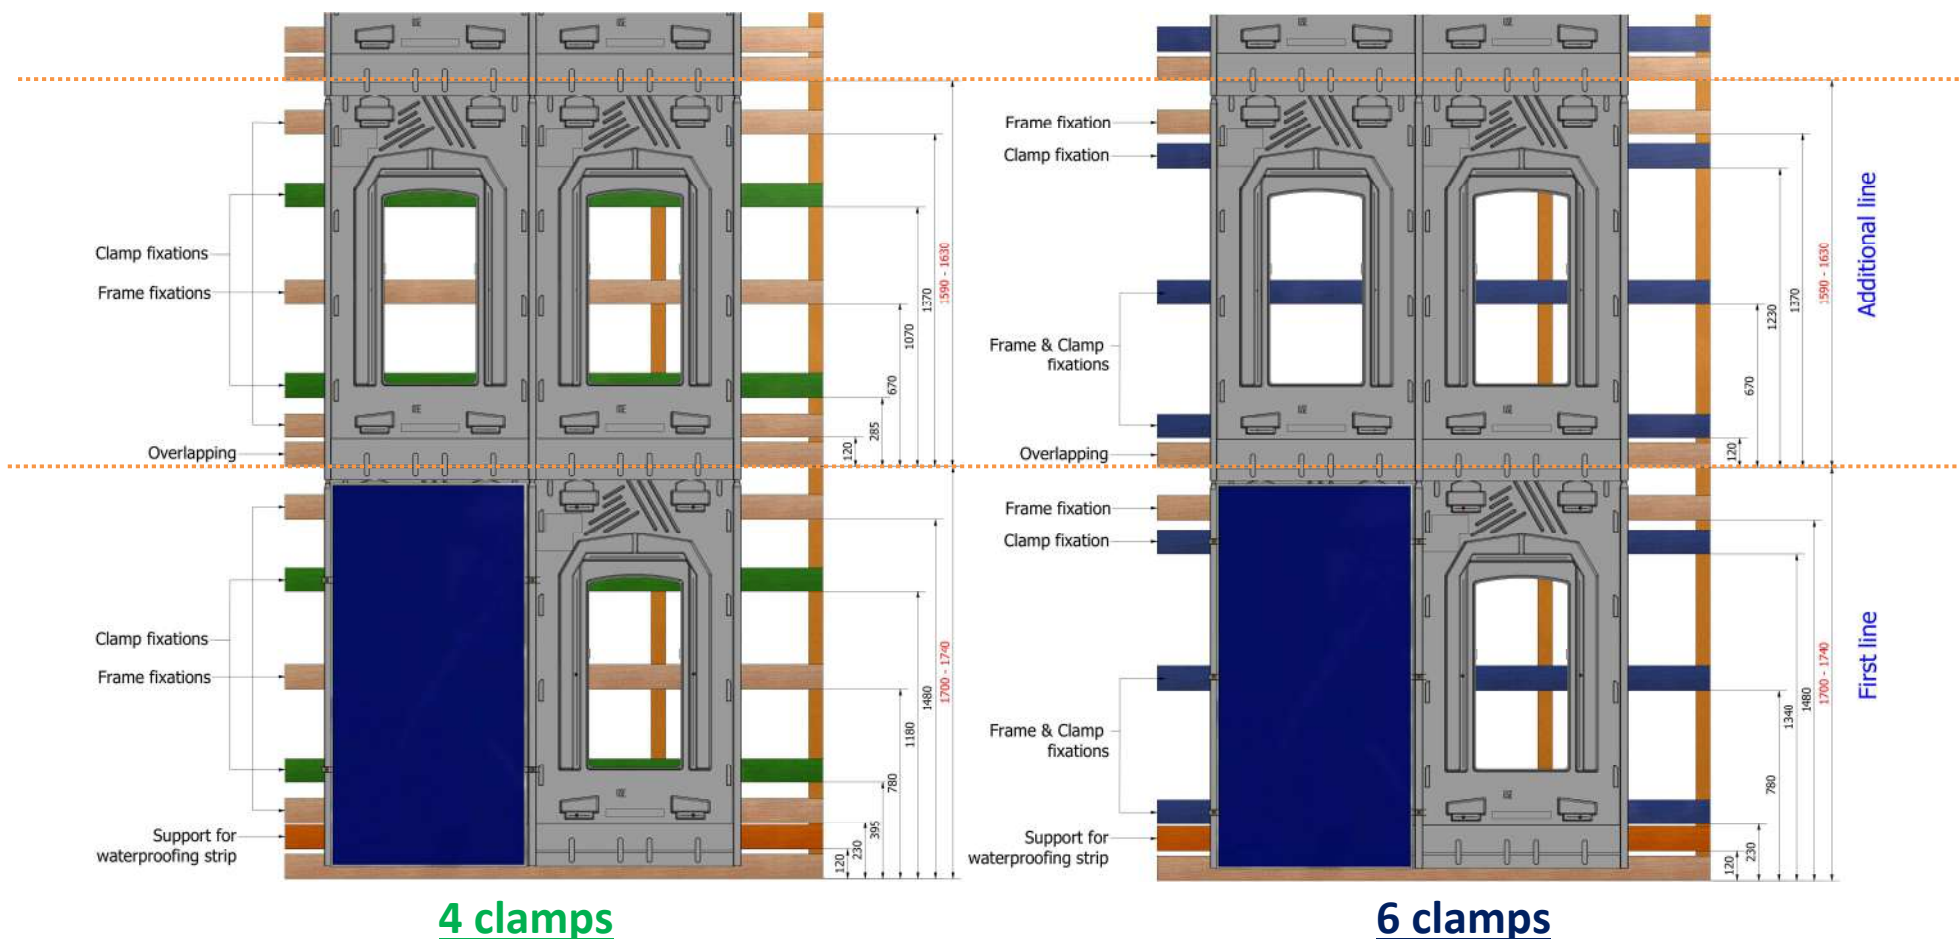 Clamp fixations
Frame fixations
Overlapping
120
285
670
1070
1370
1590 - 1630
Clamp fixations
Frame fixations
Support for
waterproofing strip
120
230
395
780
1180
1480
1700 - 1740
4 clamps
Frame fixation
Clamp fixation
Frame & Clamp
fixations
Overlapping
120
670
1230
1370
1590 - 1630
Additional line
Frame fixation
Clamp fixation
Frame & Clamp
fixations
Support for
waterproofing strip
120
230
780
1340
1480
1700 - 1740
First line
6 clamps